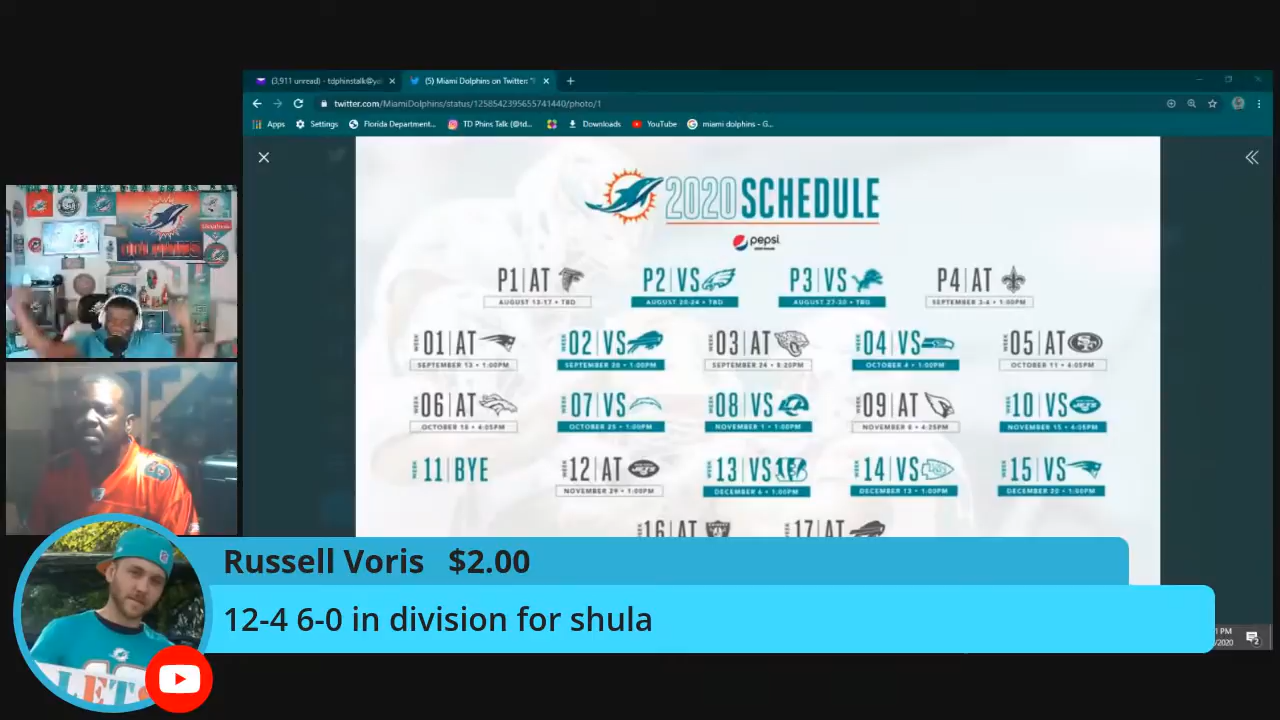 (3,911 unread) - tdphinstalk@y
(5) Miami Dolphins on Twitter: "
twitter.com/MiamiDolphins/status/1258542395655741440/photo/1
Apps Settings Florida Department... TD Phins Talk (@td... Downloads YouTube miami dolphins - G...
2020 SCHEDULE
pepsi
P1|AT P2|VS P3|VS P4|AT
AUGUST 13-17 • TBD AUGUST 20-24 • TBD AUGUST 27-30 • TBD SEPTEMBER 3-4 • 1:00PM
WEEK 01|AT WEEK 02|VS WEEK 03|AT WEEK 04|VS WEEK 05|AT
SEPTEMBER 13 • 1:00PM SEPTEMBER 20 • 1:00PM SEPTEMBER 24 • 8:20PM OCTOBER 4 • 1:00PM OCTOBER 11 • 4:05PM
WEEK 06|AT WEEK 07|VS WEEK 08|VS WEEK 09|AT WEEK 10|VS
OCTOBER 18 • 4:05PM OCTOBER 25 • 1:00PM NOVEMBER 1 • 1:00PM NOVEMBER 8 • 4:25PM NOVEMBER 15 • 4:05PM
WEEK 11|BYE WEEK 12|AT WEEK 13|VS WEEK 14|VS WEEK 15|VS
NOVEMBER 29 • 1:00PM DECEMBER 6 • 1:00PM DECEMBER 13 • 1:00PM DECEMBER 20 • 1:00PM
16|AT 17|AT
Russell Voris $2.00
12-4 6-0 in division for shula
1 PM
/2020
LETS